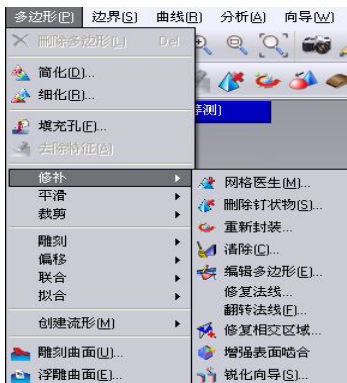 多边形(P) 边界(S) 曲线(R) 分析(A) 向导(W)
删除多边形(L) Del
简化(D)...
细化(R)...
填充孔(F)...
去除特征(A)
修补
平滑
裁剪
雕刻
偏移
联合
拟合
创建流形(M)
雕刻曲面(U)...
浮雕曲面(E)...
网格医生(M)...
删除钉状物(S)...
重新封装...
清除(C)...
编辑多边形(E)...
修复法线...
翻转法线(F)...
修复相交区域...
增强表面啮合
锐化向导(S)...